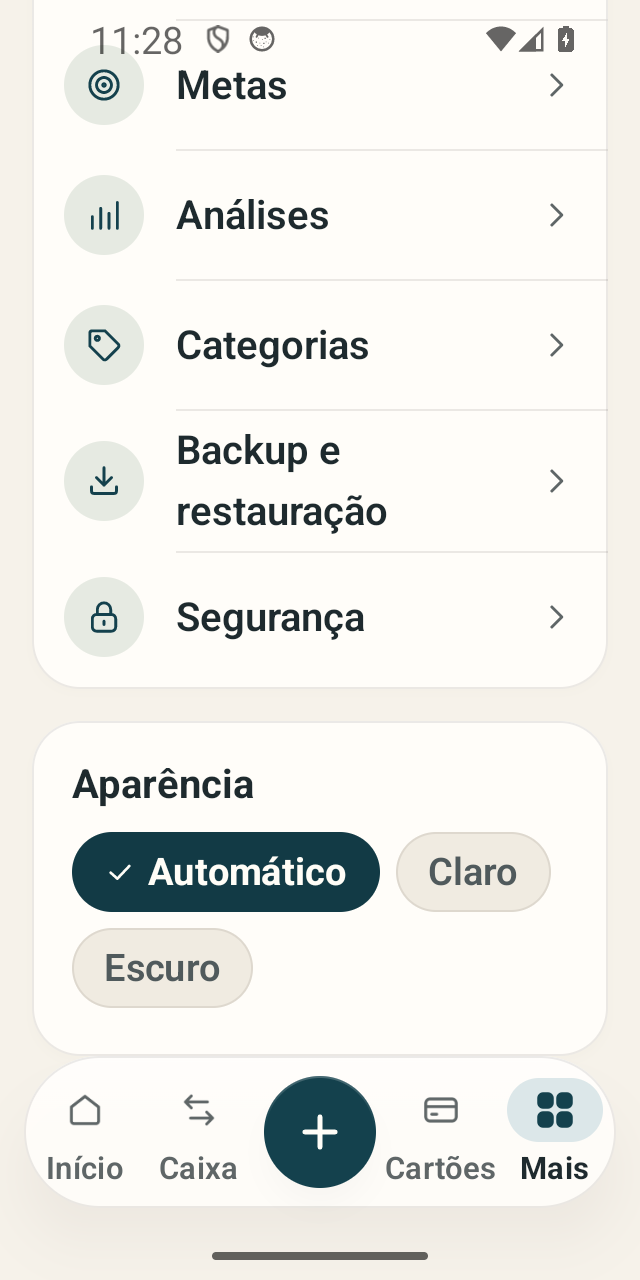 11:28
Metas
Análises
Categorias
Backup e
restauração
Segurança
Aparência
Automático
Claro
Escuro
Início
Caixa
Cartões
Mais